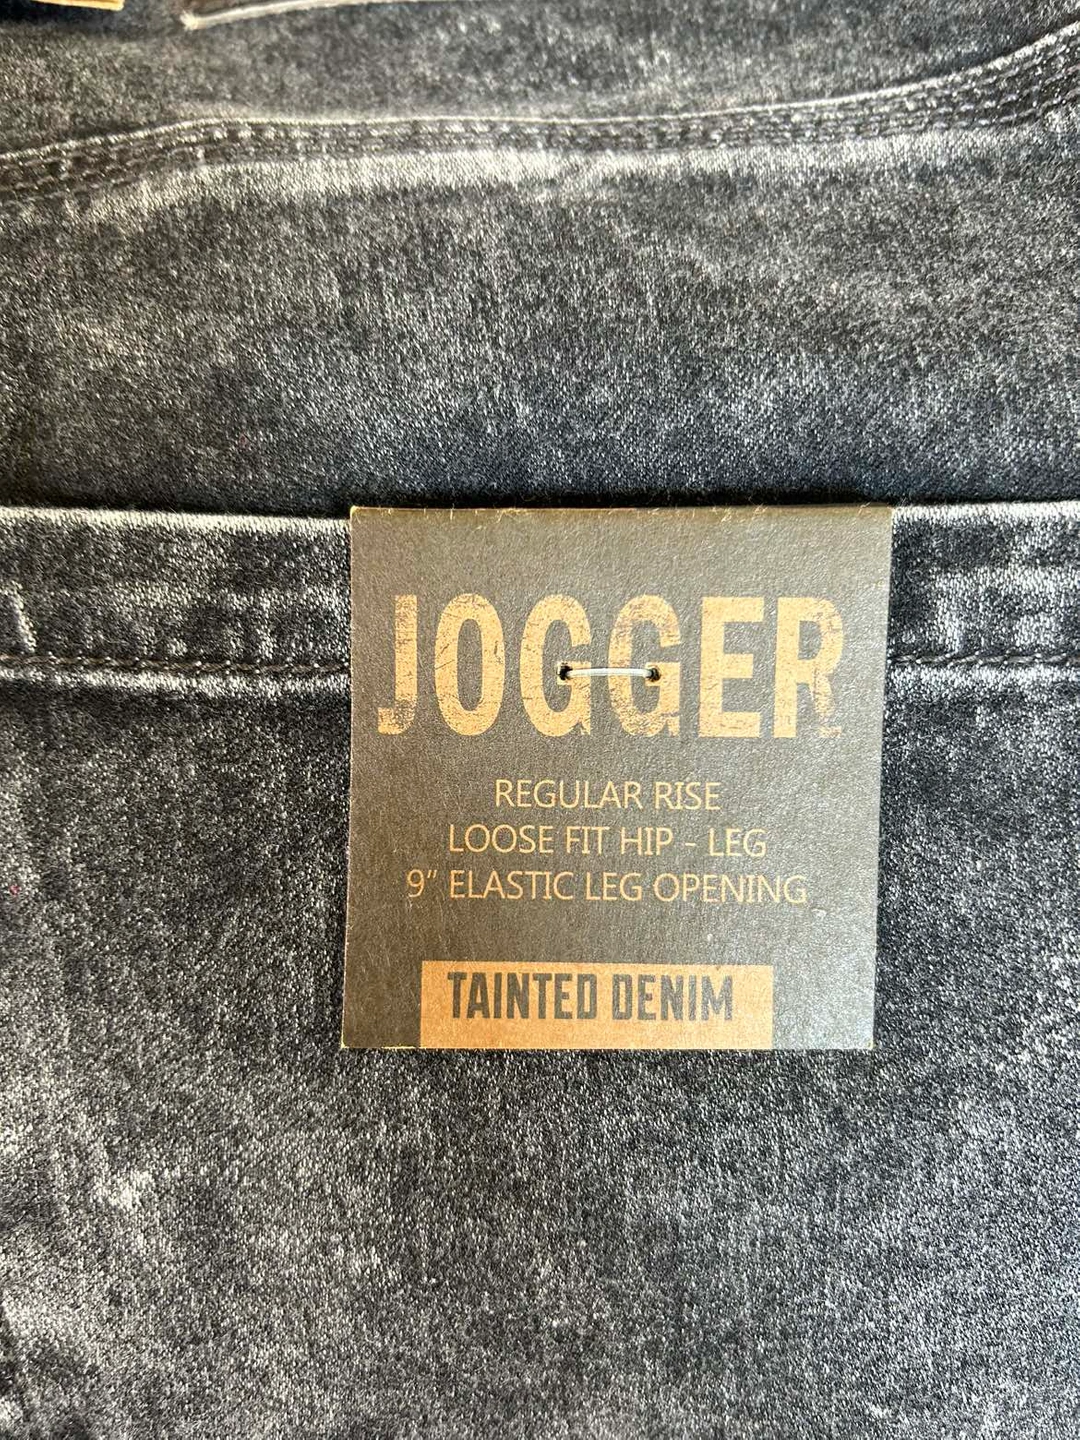 JOGGER
REGULAR RISE
LOOSE FIT HIP - LEG
9" ELASTIC LEG OPENING
TAINTED DENIM